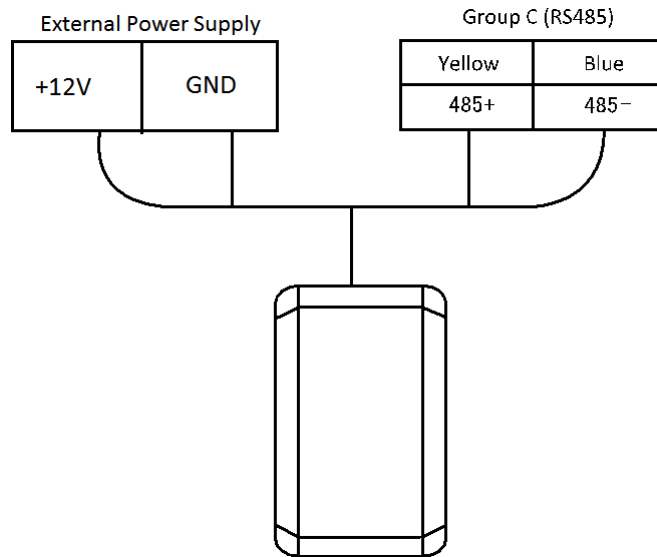 External Power Supply
+12V GND
Group C (RS485)
Yellow Blue
485+ 485-